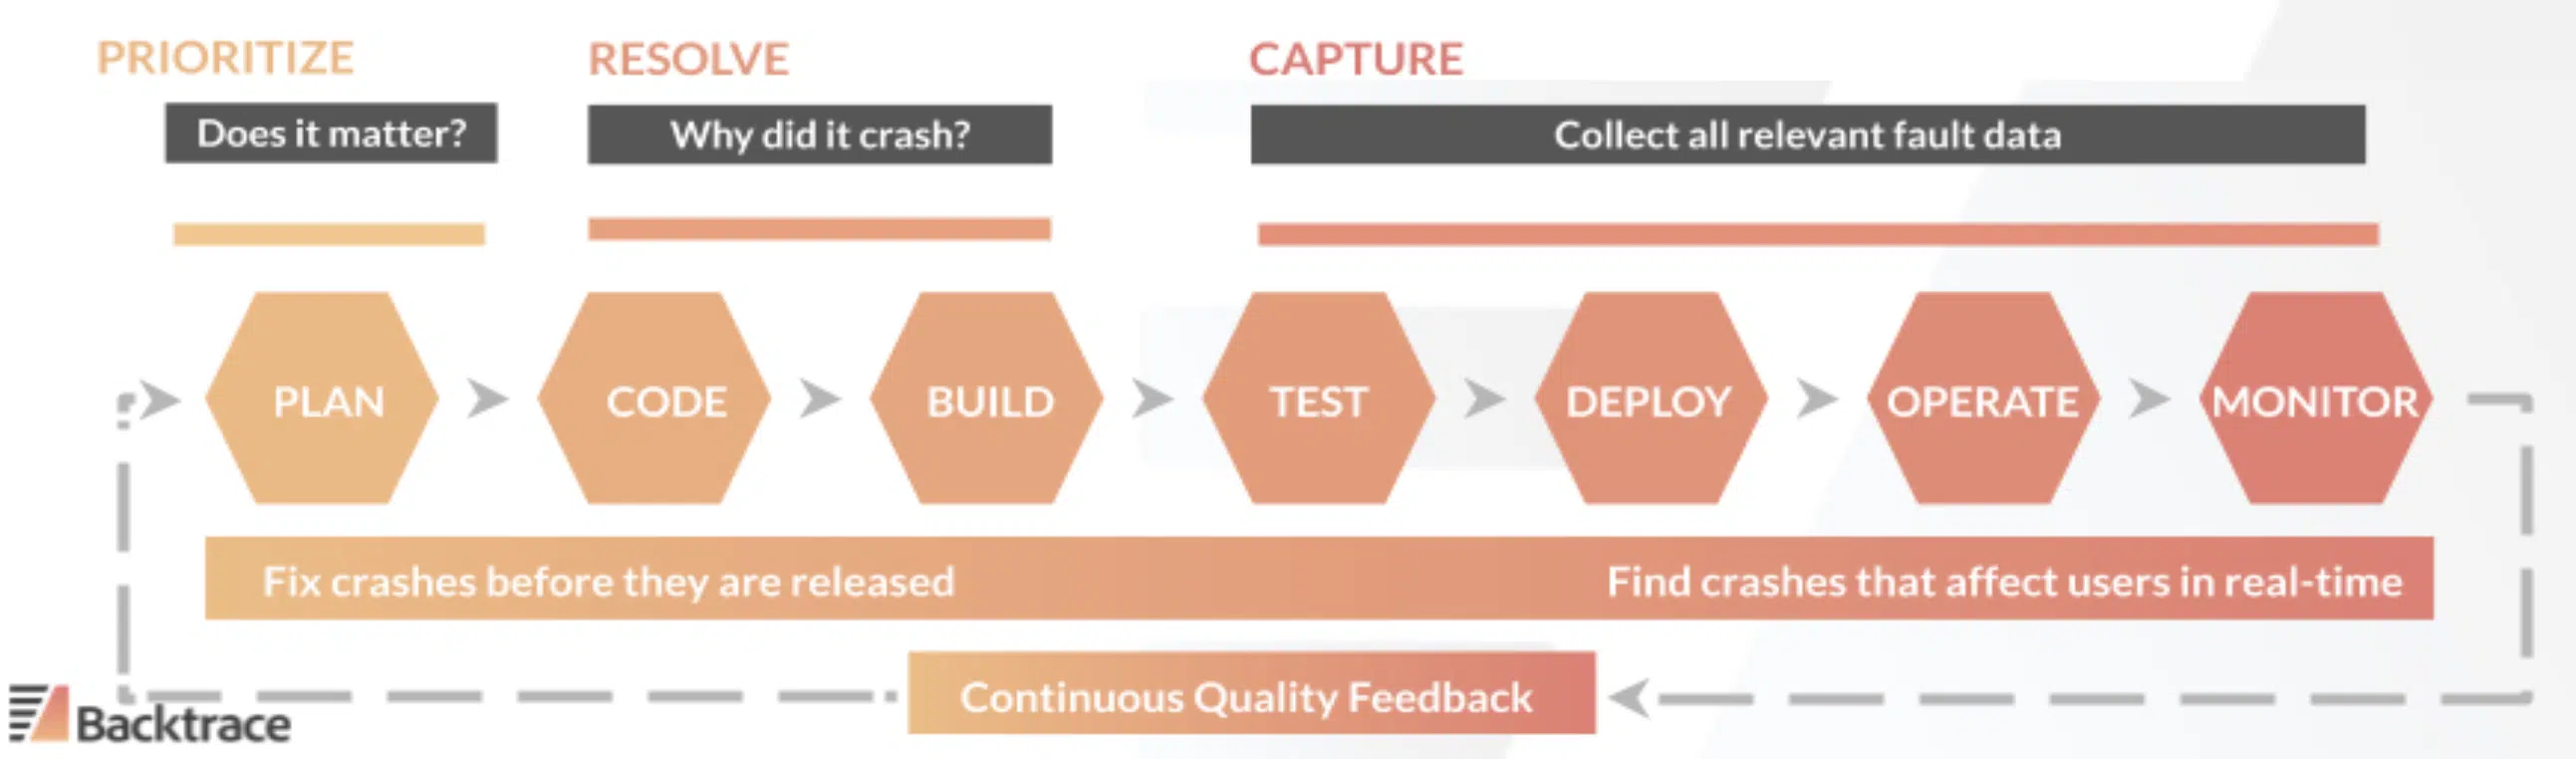 PRIORITIZE
RESOLVE
CAPTURE
Does it matter?
Why did it crash?
Collect all relevant fault data
PLAN
CODE
BUILD
TEST
DEPLOY
OPERATE
MONITOR
Fix crashes before they are released
Find crashes that affect users in real-time
Continuous Quality Feedback
Backtrace